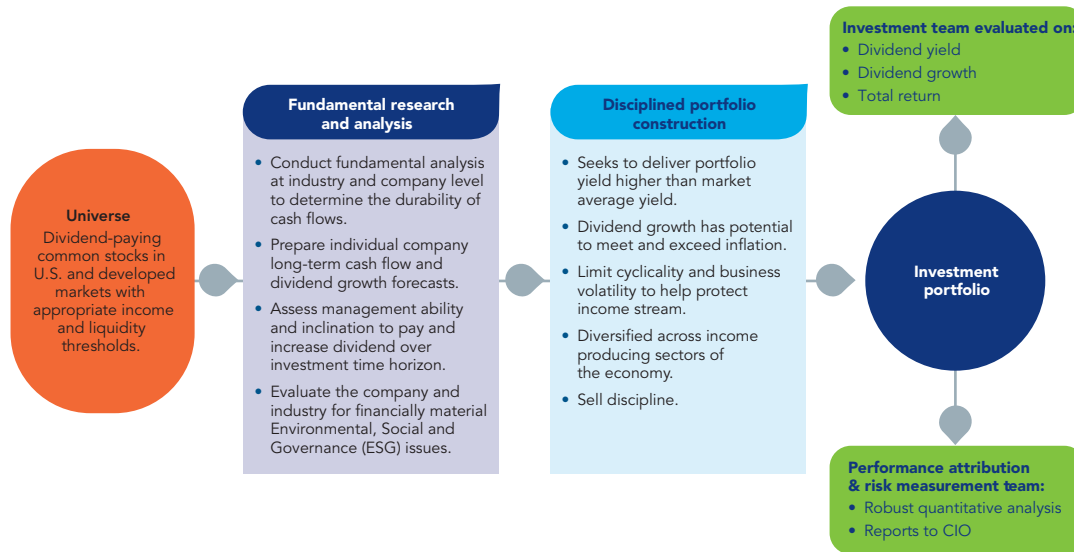 Universe
Dividend-paying
common stocks in
U.S. and developed
markets with
appropriate income
and liquidity
thresholds.
Fundamental research
and analysis
• Conduct fundamental analysis
at industry and company level
to determine the durability of
cash flows.
• Prepare individual company
long-term cash flow and
dividend growth forecasts.
• Assess management ability
and inclination to pay and
increase dividend over
investment time horizon.
• Evaluate the company and
industry for financially material
Environmental, Social and
Governance (ESG) issues.
Disciplined portfolio
construction
• Seeks to deliver portfolio
yield higher than market
average yield.
• Dividend growth has potential
to meet and exceed inflation.
• Limit cyclicality and business
volatility to help protect
income stream.
• Diversified across income
producing sectors of
the economy.
• Sell discipline.
Investment team evaluated on:
• Dividend yield
• Dividend growth
• Total return
Investment
portfolio
Performance attribution
& risk measurement team:
• Robust quantitative analysis
• Reports to CIO